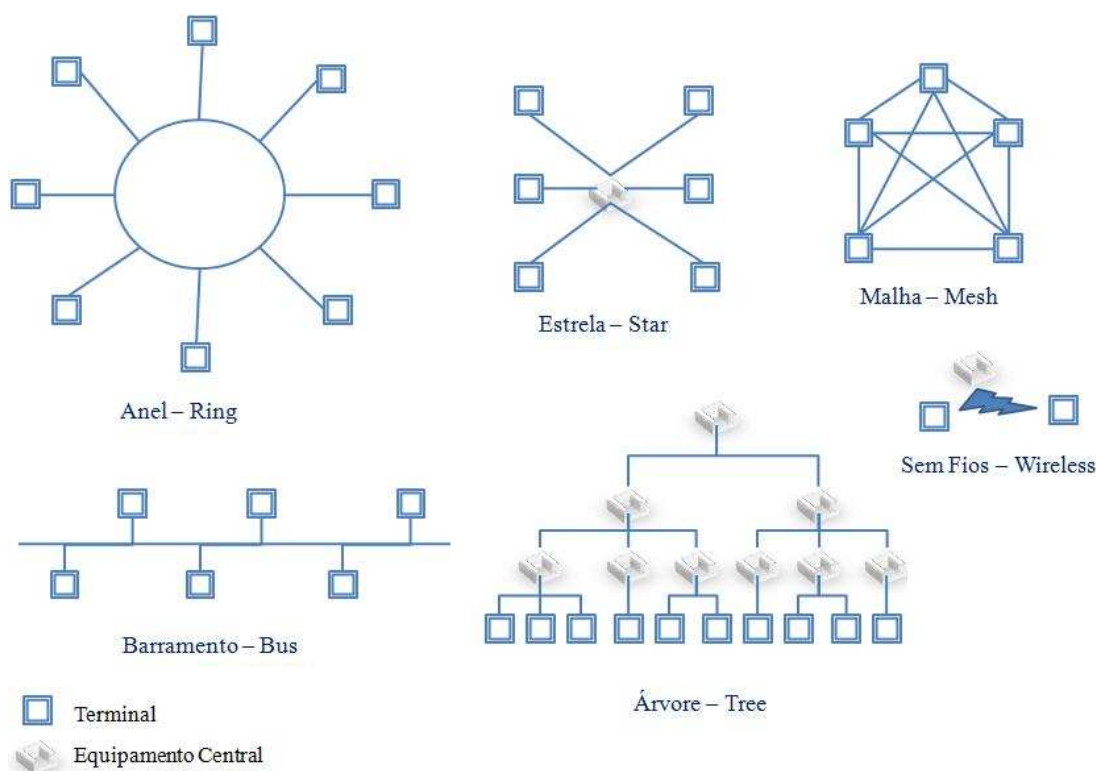 Estrela – Star
Malha – Mesh
Anel – Ring
Sem Fios – Wireless
Barramento – Bus
Árvore – Tree
Terminal
Equipamento Central